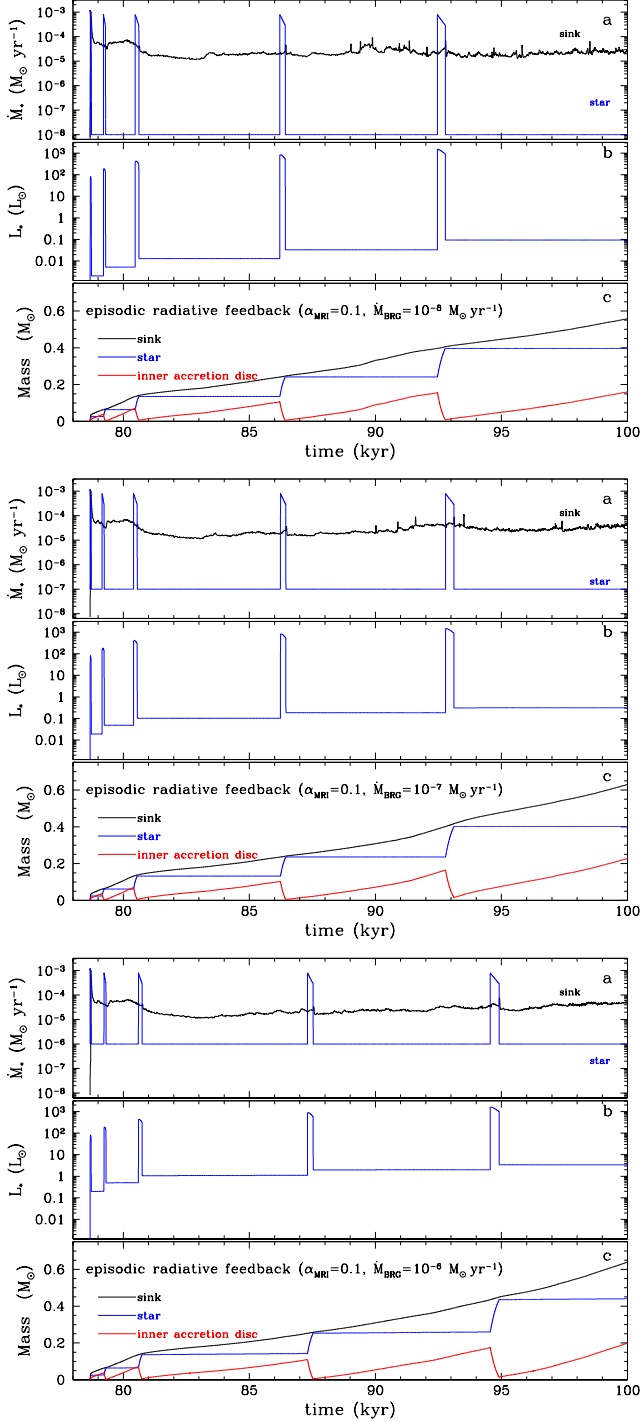 10⁻³
a
sink
10⁻⁴
10⁻⁵
10⁻⁶
star
10⁻⁷
10⁻⁸
Ṁ⋆ (M⊙ yr⁻¹)
10³
b
10²
10
1
0.1
0.01
L⋆ (L⊙)
c
0.6
episodic radiative feedback (αMRI=0.1, ṀBRG=10⁻⁸ M⊙ yr⁻¹)
sink
0.4
star
inner accretion disc
0.2
0
Mass (M⊙)
80 85 90 95 100
time (kyr)
10⁻³
a
sink
10⁻⁴
10⁻⁵
10⁻⁶
star
10⁻⁷
10⁻⁸
Ṁ⋆ (M⊙ yr⁻¹)
10³
b
10²
10
1
0.1
0.01
L⋆ (L⊙)
c
0.6
episodic radiative feedback (αMRI=0.1, ṀBRG=10⁻⁷ M⊙ yr⁻¹)
sink
0.4
star
inner accretion disc
0.2
0
Mass (M⊙)
80 85 90 95 100
time (kyr)
10⁻³
a
sink
10⁻⁴
10⁻⁵
10⁻⁶
star
10⁻⁷
10⁻⁸
Ṁ⋆ (M⊙ yr⁻¹)
10³
b
10²
10
1
0.1
0.01
L⋆ (L⊙)
c
0.6
episodic radiative feedback (αMRI=0.1, ṀBRG=10⁻⁶ M⊙ yr⁻¹)
sink
0.4
star
inner accretion disc
0.2
0
Mass (M⊙)
80 85 90 95 100
time (kyr)